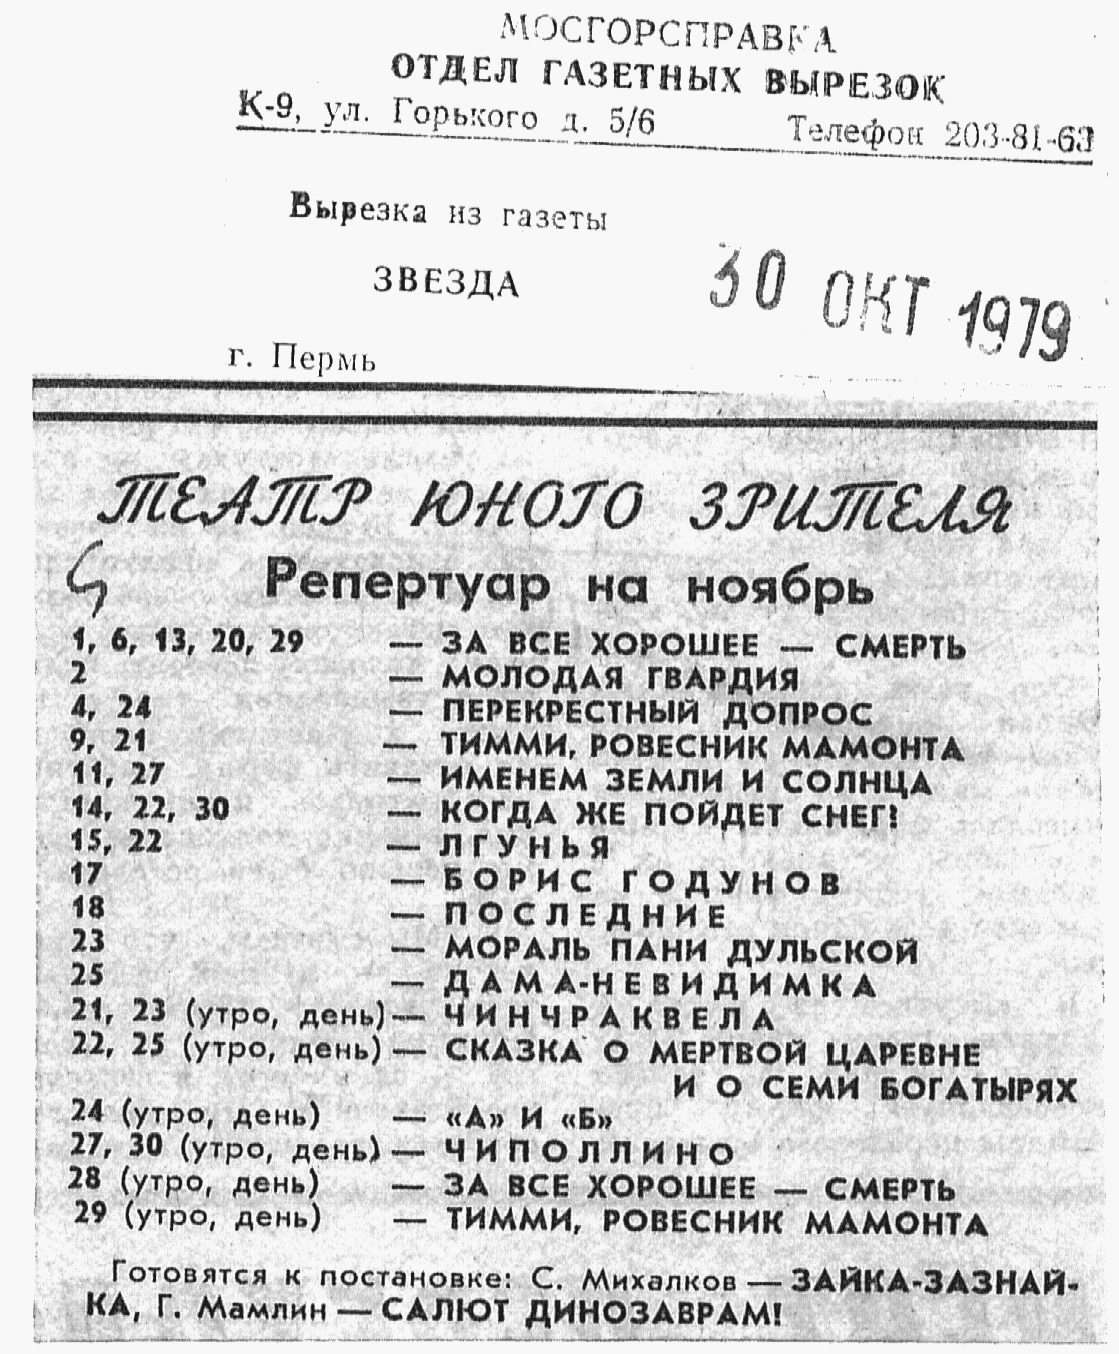 МОСГОРСПРАВКА
ОТДЕЛ ГАЗЕТНЫХ ВЫРЕЗОК
К-9, ул. Горького д. 5/6 Телефон 203-81-63
Вырезка из газеты
ЗВЕЗДА
30 ОКТ 1979
г. Пермь
ТЕАТР ЮНОГО ЗРИТЕЛЯ
Репертуар на ноябрь
1, 6, 13, 20, 29 — ЗА ВСЕ ХОРОШЕЕ — СМЕРТЬ
2 — МОЛОДАЯ ГВАРДИЯ
4, 24 — ПЕРЕКРЕСТНЫЙ ДОПРОС
9, 21 — ТИММИ, РОВЕСНИК МАМОНТА
11, 27 — ИМЕНЕМ ЗЕМЛИ И СОЛНЦА
14, 22, 30 — КОГДА ЖЕ ПОЙДЕТ СНЕГ?
15, 22 — ЛГУНЬЯ
17 — БОРИС ГОДУНОВ
18 — ПОСЛЕДНИЕ
23 — МОРАЛЬ ПАНИ ДУЛЬСКОЙ
25 — ДАМА-НЕВИДИМКА
21, 23 (утро, день) — ЧИНЧРАКВЕЛА
22, 25 (утро, день) — СКАЗКА О МЕРТВОЙ ЦАРЕВНЕ
И О СЕМИ БОГАТЫРЯХ
24 (утро, день) — «А» И «Б»
27, 30 (утро, день) — ЧИПОЛЛИНО
28 (утро, день) — ЗА ВСЕ ХОРОШЕЕ — СМЕРТЬ
29 (утро, день) — ТИММИ, РОВЕСНИК МАМОНТА
Готовятся к постановке: С. Михалков — ЗАЙКА-ЗАЗНАЙ-
КА, Г. Мамлин — САЛЮТ ДИНОЗАВРАМ!